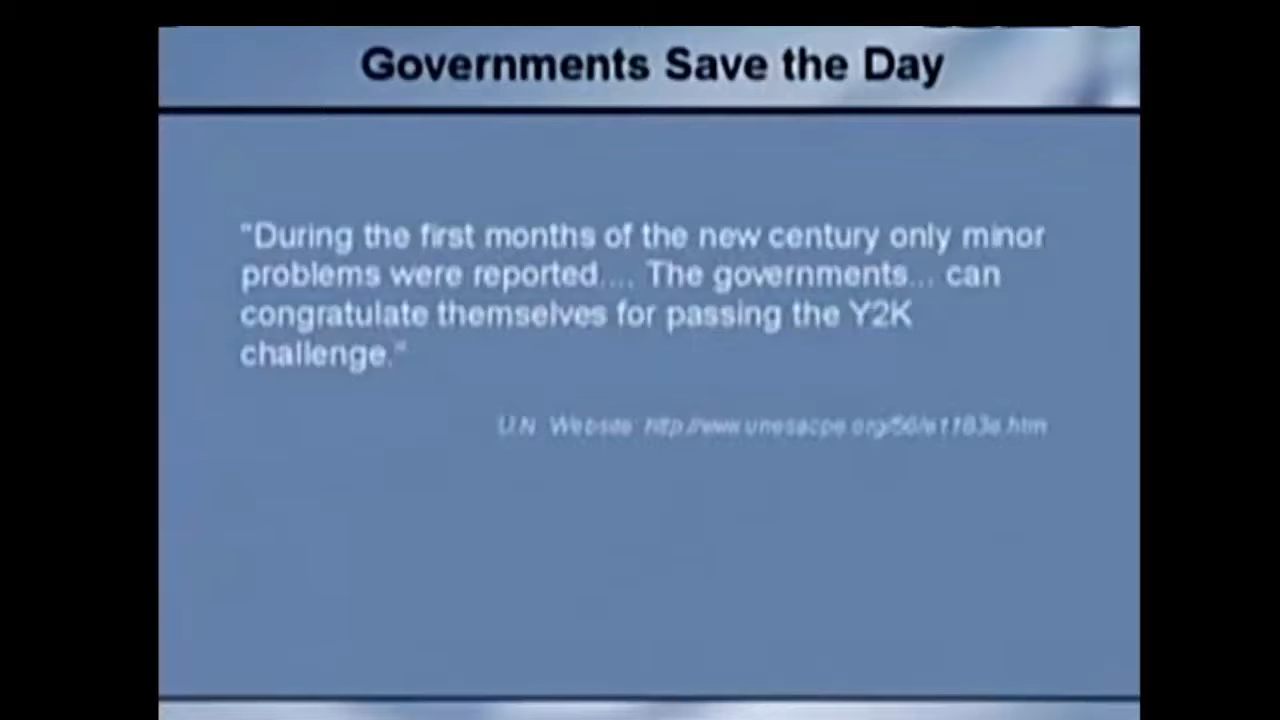 Governments Save the Day
"During the first months of the new century only minor
problems were reported.... The governments... can
congratulate themselves for passing the Y2K
challenge."
U.N. Website: